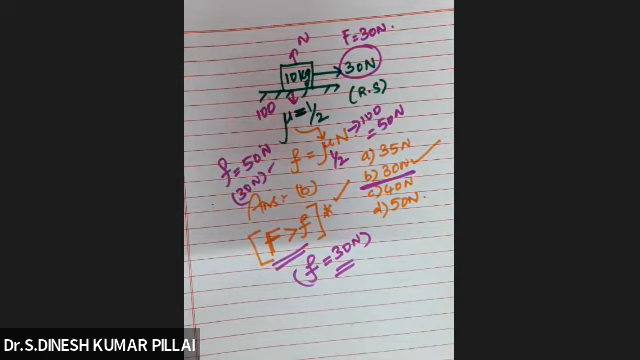 N
F=30N.
10kg
30N
(R.S)
100
μ=1/2
f=50N
(30N)
f = μN → 100
1/2
= 50N
a) 35N
b) 30N ✓
c) 40N
d) 50N.
Ans:- (b)
[F > f]* ✓
(f = 30N)
Dr.S.DINESH KUMAR PILLAI